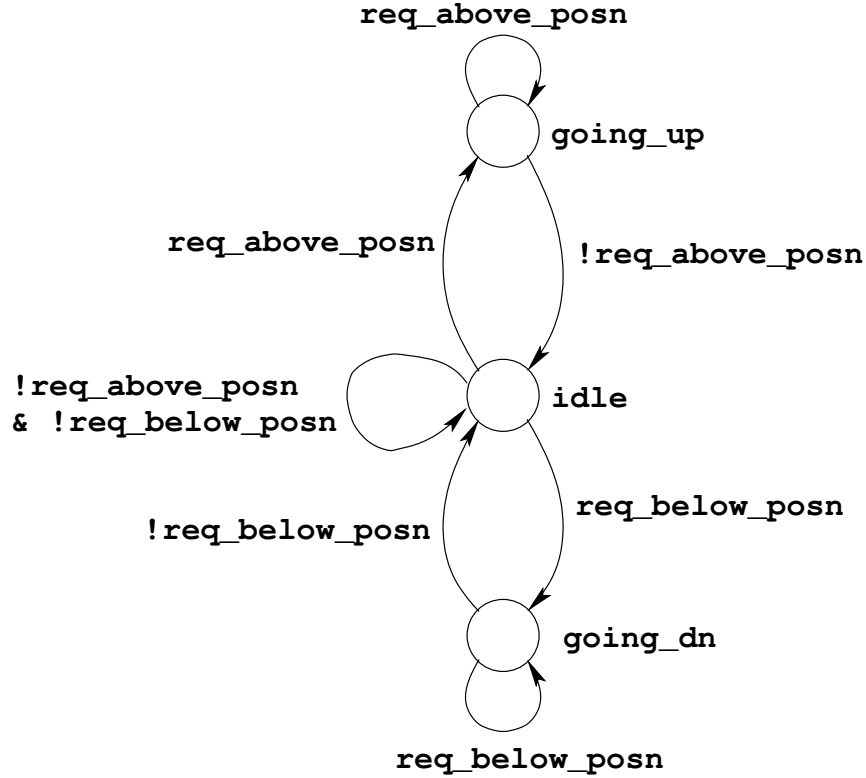 req_above_posn
going_up
req_above_posn
!req_above_posn
!req_above_posn
& !req_below_posn
idle
!req_below_posn
req_below_posn
going_dn
req_below_posn